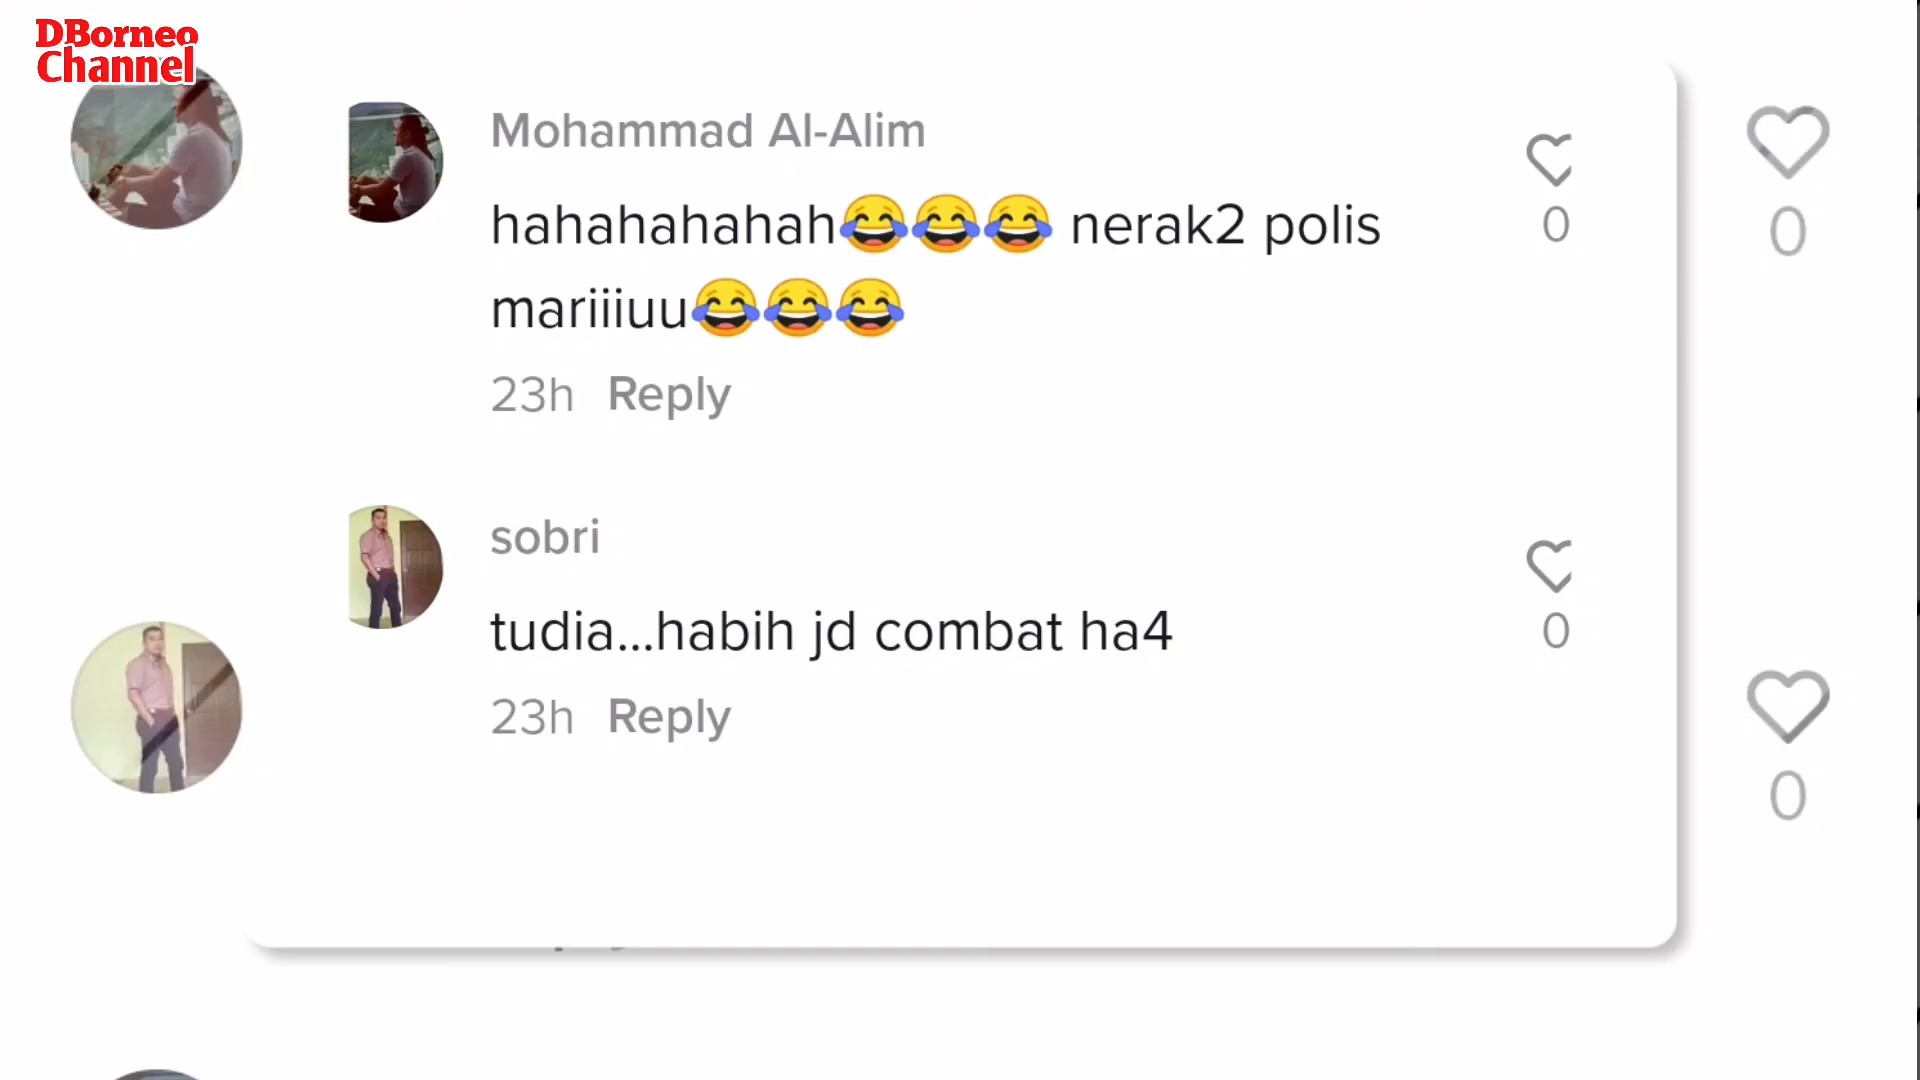 DBorneo
Channel
Mohammad Al-Alim
hahahahahah😂😂😂 nerak2 polis
mariiiuu😂😂😂
0
0
23h Reply
sobri
tudia...habih jd combat ha4
0
0
23h Reply